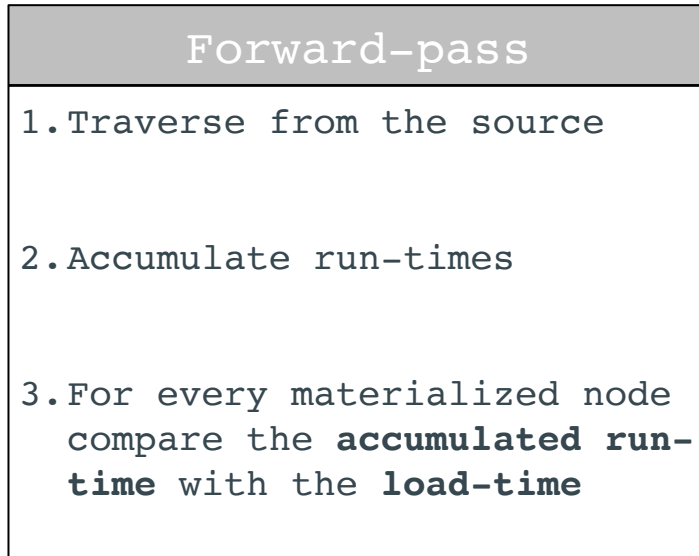 Forward-pass
1.Traverse from the source
2.Accumulate run-times
3.For every materialized node
compare the accumulated run-
time with the load-time